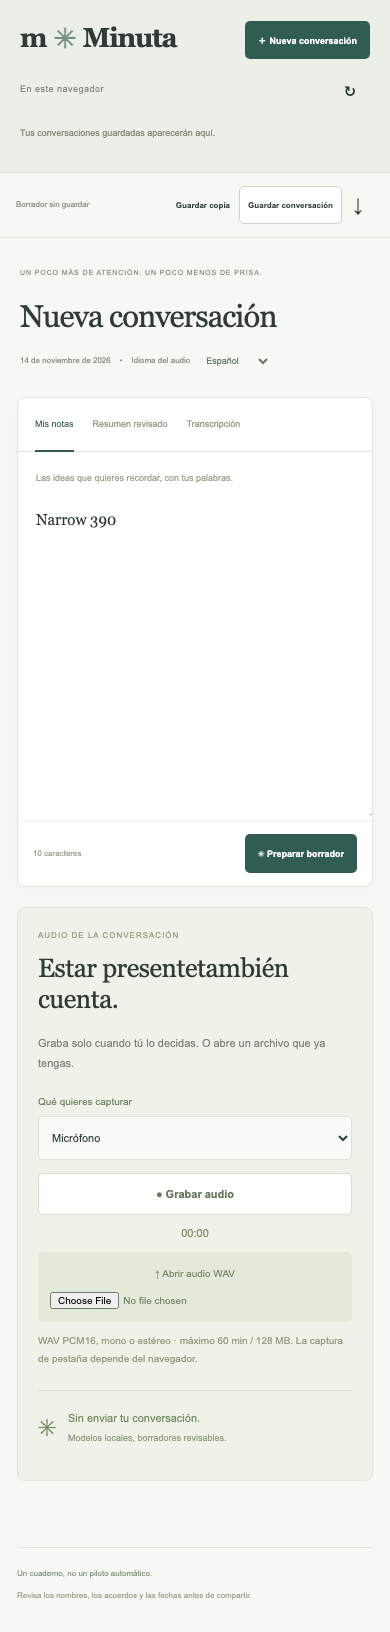 m ✳ Minuta
+ Nueva conversación
En este navegador
↻
Tus conversaciones guardadas aparecerán aquí.
Borrador sin guardar
Guardar copia
Guardar conversación
↓
UN POCO MÁS DE ATENCIÓN. UN POCO MENOS DE PRISA.
Nueva conversación
14 de noviembre de 2026 • Idioma del audio Español
Mis notas Resumen revisado Transcripción
Las ideas que quieres recordar, con tus palabras.
Narrow 390
10 caracteres
✳ Preparar borrador
AUDIO DE LA CONVERSACIÓN
Estar presentetambién
cuenta.
Graba solo cuando tú lo decidas. O abre un archivo que ya
tengas.
Qué quieres capturar
Micrófono
● Grabar audio
00:00
↑ Abrir audio WAV
Choose File No file chosen
WAV PCM16, mono o estéreo · máximo 60 min / 128 MB. La captura
de pestaña depende del navegador.
✳ Sin enviar tu conversación.
Modelos locales, borradores revisables.
Un cuaderno, no un piloto automático.
Revisa los nombres, los acuerdos y las fechas antes de compartir.